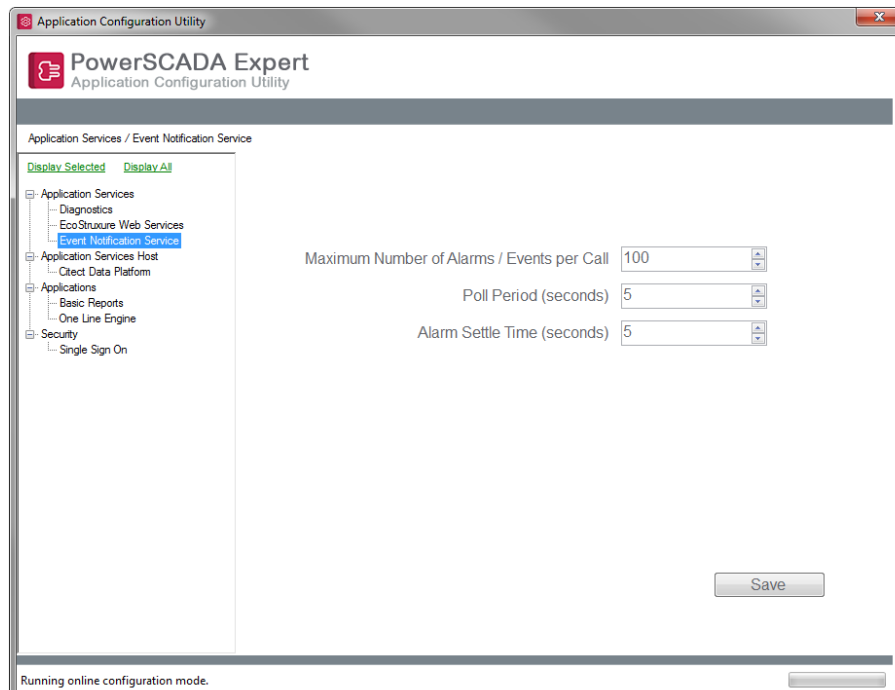 Application Configuration Utility
PowerSCADA Expert
Application Configuration Utility
Application Services / Event Notification Service
Display Selected Display All
Application Services
Diagnostics
EcoStruxure Web Services
Event Notification Service
Application Services Host
Citect Data Platform
Applications
Basic Reports
One Line Engine
Security
Single Sign On
Maximum Number of Alarms / Events per Call 100
Poll Period (seconds) 5
Alarm Settle Time (seconds) 5
Save
Running online configuration mode.